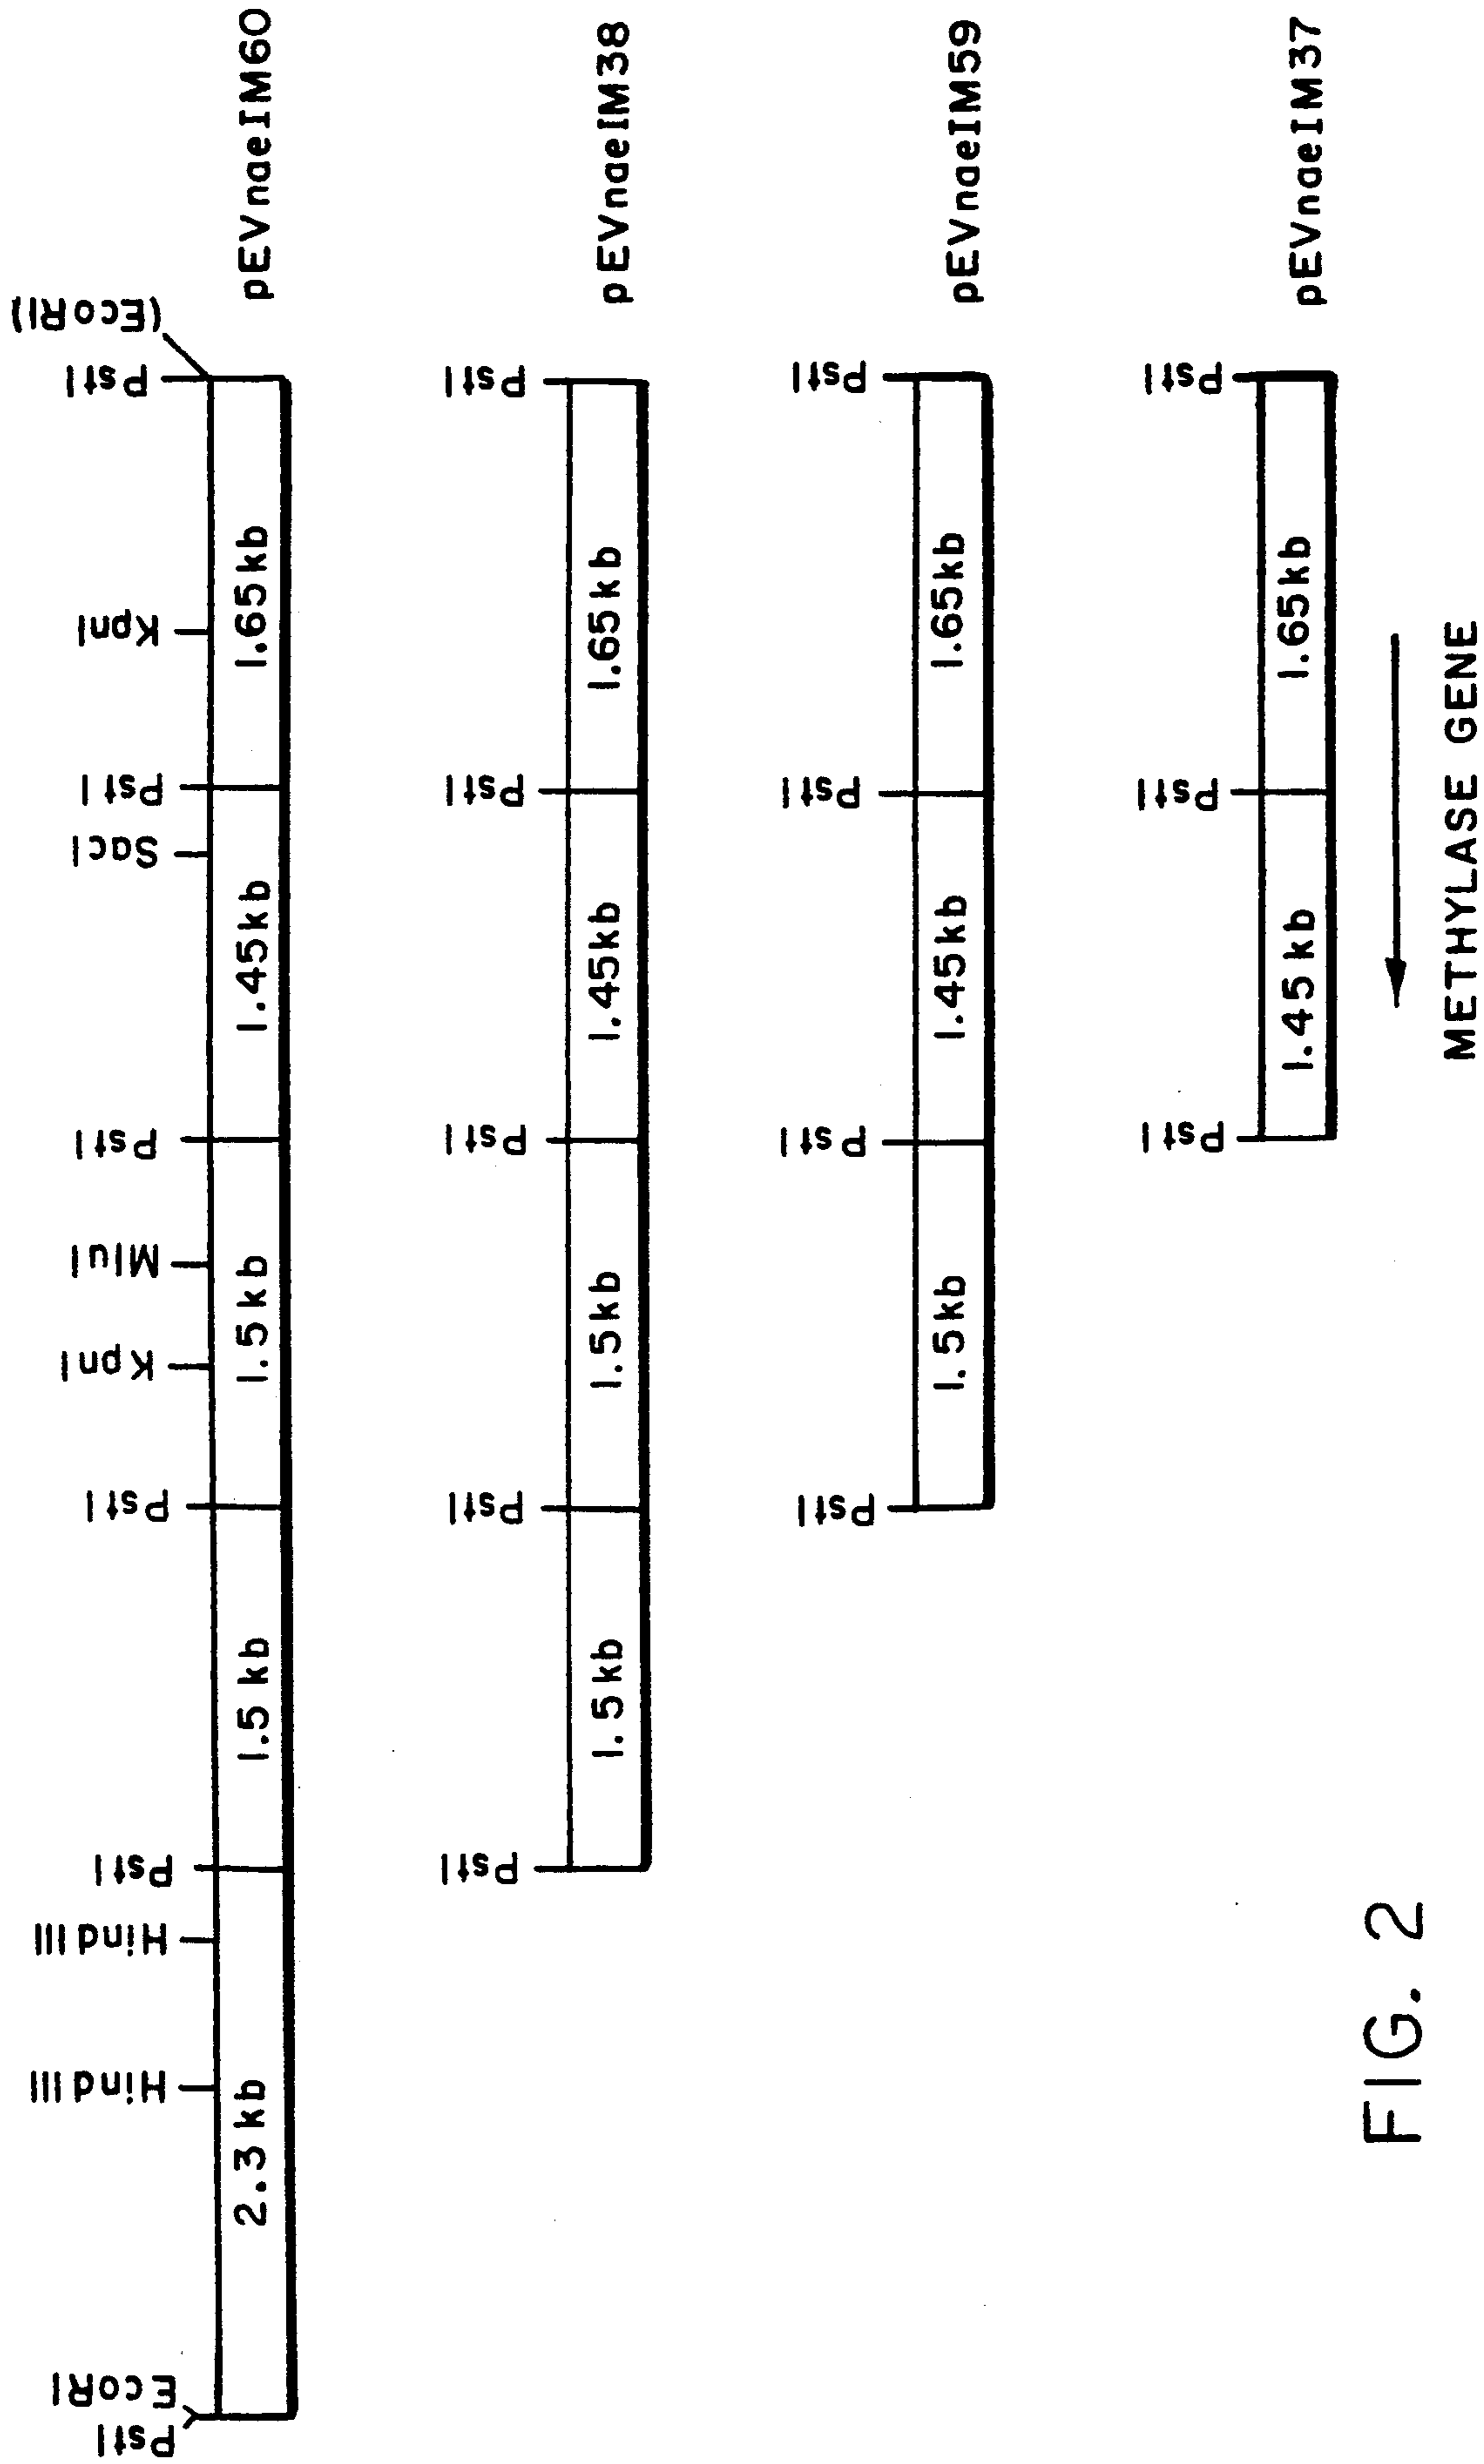 PstI
EcoRI
HindIII
HindIII
PstI
PstI
KpnI
MluI
PstI
SacI
PstI
KpnI
PstI
(EcoRI)
2.3kb
1.5kb
1.5kb
1.45kb
1.65kb
pEVnaeIM60
PstI
PstI
PstI
PstI
PstI
1.5kb
1.5kb
1.45kb
1.65kb
pEVnaeIM38
PstI
PstI
PstI
PstI
1.5kb
1.45kb
1.65kb
pEVnaeIM59
PstI
PstI
PstI
1.45kb
1.65kb
pEVnaeIM37
METHYLASE GENE
FIG. 2